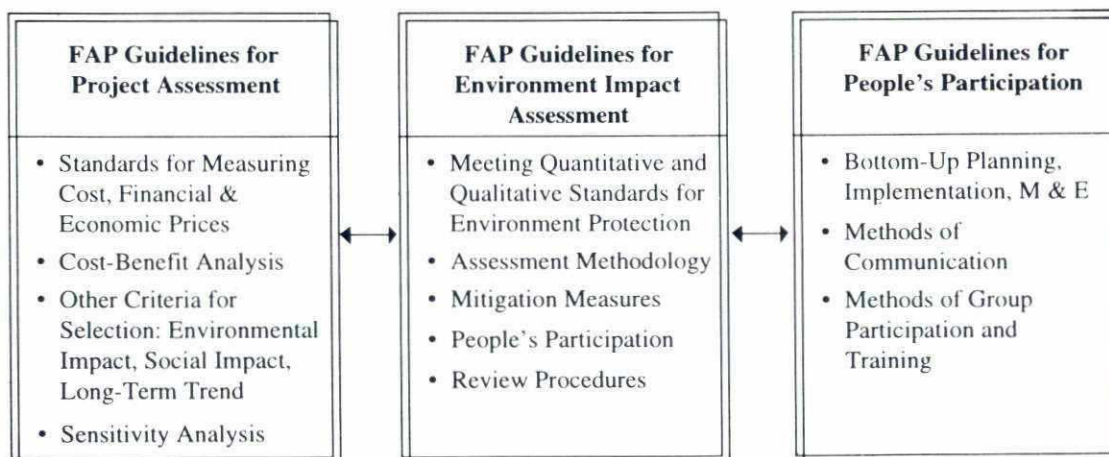 FAP Guidelines for
Project Assessment
• Standards for Measuring
Cost, Financial &
Economic Prices
• Cost-Benefit Analysis
• Other Criteria for
Selection: Environmental
Impact, Social Impact,
Long-Term Trend
• Sensitivity Analysis
FAP Guidelines for
Environment Impact
Assessment
• Meeting Quantitative and
Qualitative Standards for
Environment Protection
• Assessment Methodology
• Mitigation Measures
• People's Participation
• Review Procedures
FAP Guidelines for
People's Participation
• Bottom-Up Planning,
Implementation, M & E
• Methods of
Communication
• Methods of Group
Participation and
Training